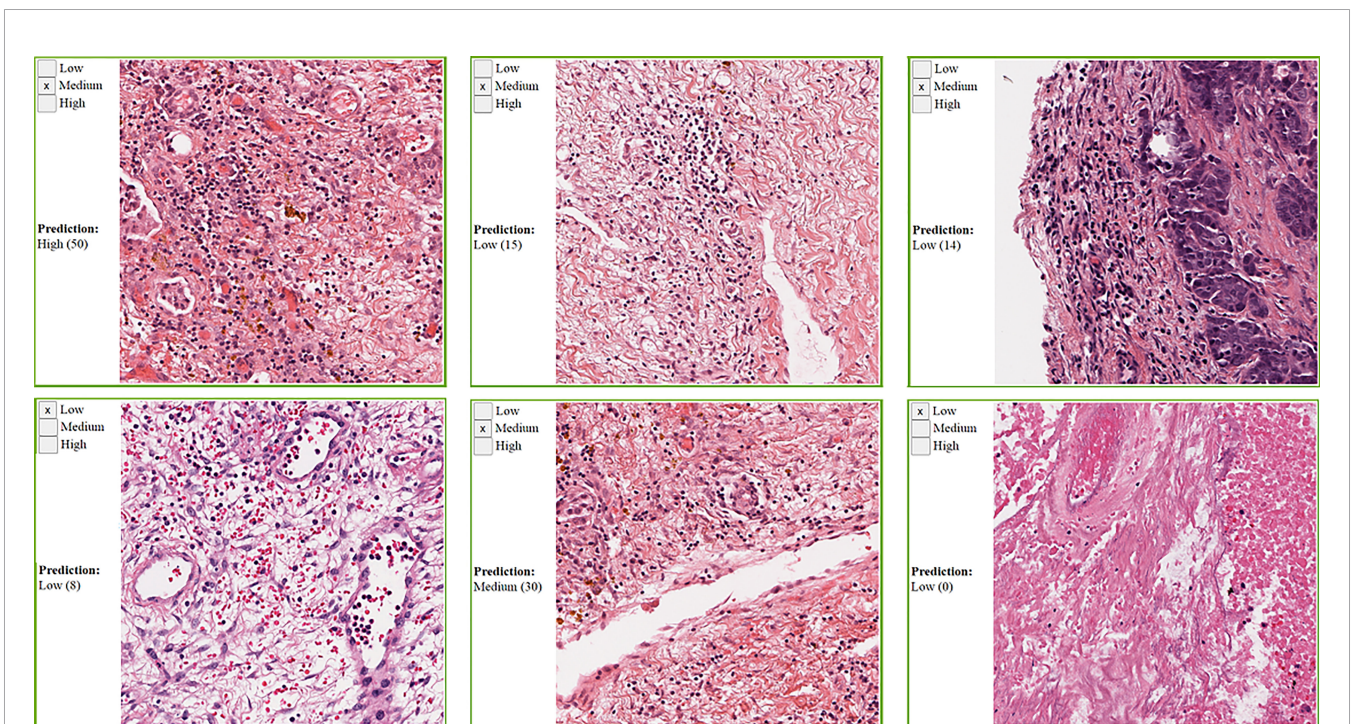 Low
x Medium
High
Prediction:
High (50)
Low
x Medium
High
Prediction:
Low (15)
Low
x Medium
High
Prediction:
Low (14)
x Low
Medium
High
Prediction:
Low (8)
Low
x Medium
High
Prediction:
Medium (30)
x Low
Medium
High
Prediction:
Low (0)